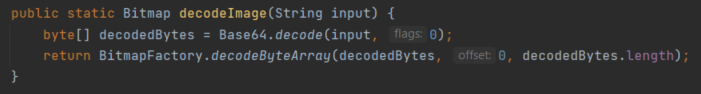 public static Bitmap decodeImage(String input) {
    byte[] decodedBytes = Base64.decode(input, flags: 0);
    return BitmapFactory.decodeByteArray(decodedBytes, offset: 0, decodedBytes.length);
}